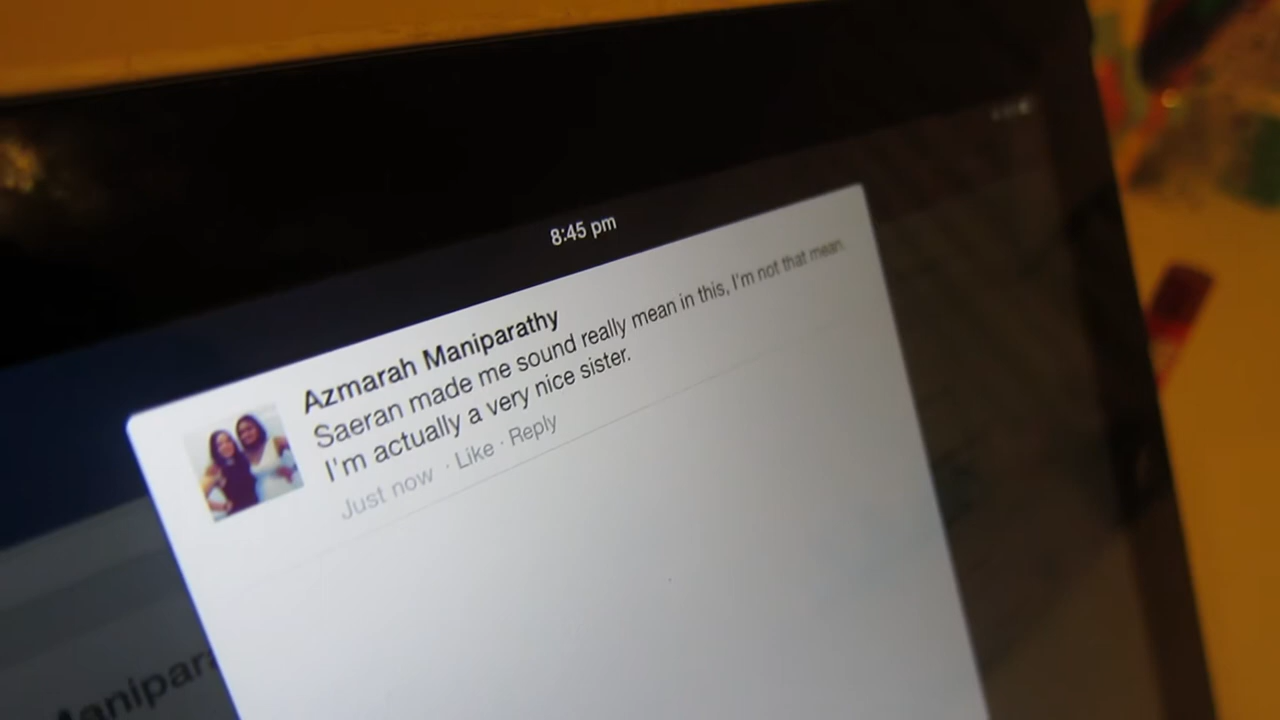 8:45 pm
Azmarah Maniparathy
Saeran made me sound really mean in this, I'm not that mean.
I'm actually a very nice sister.
Just now · Like · Reply
Manipara